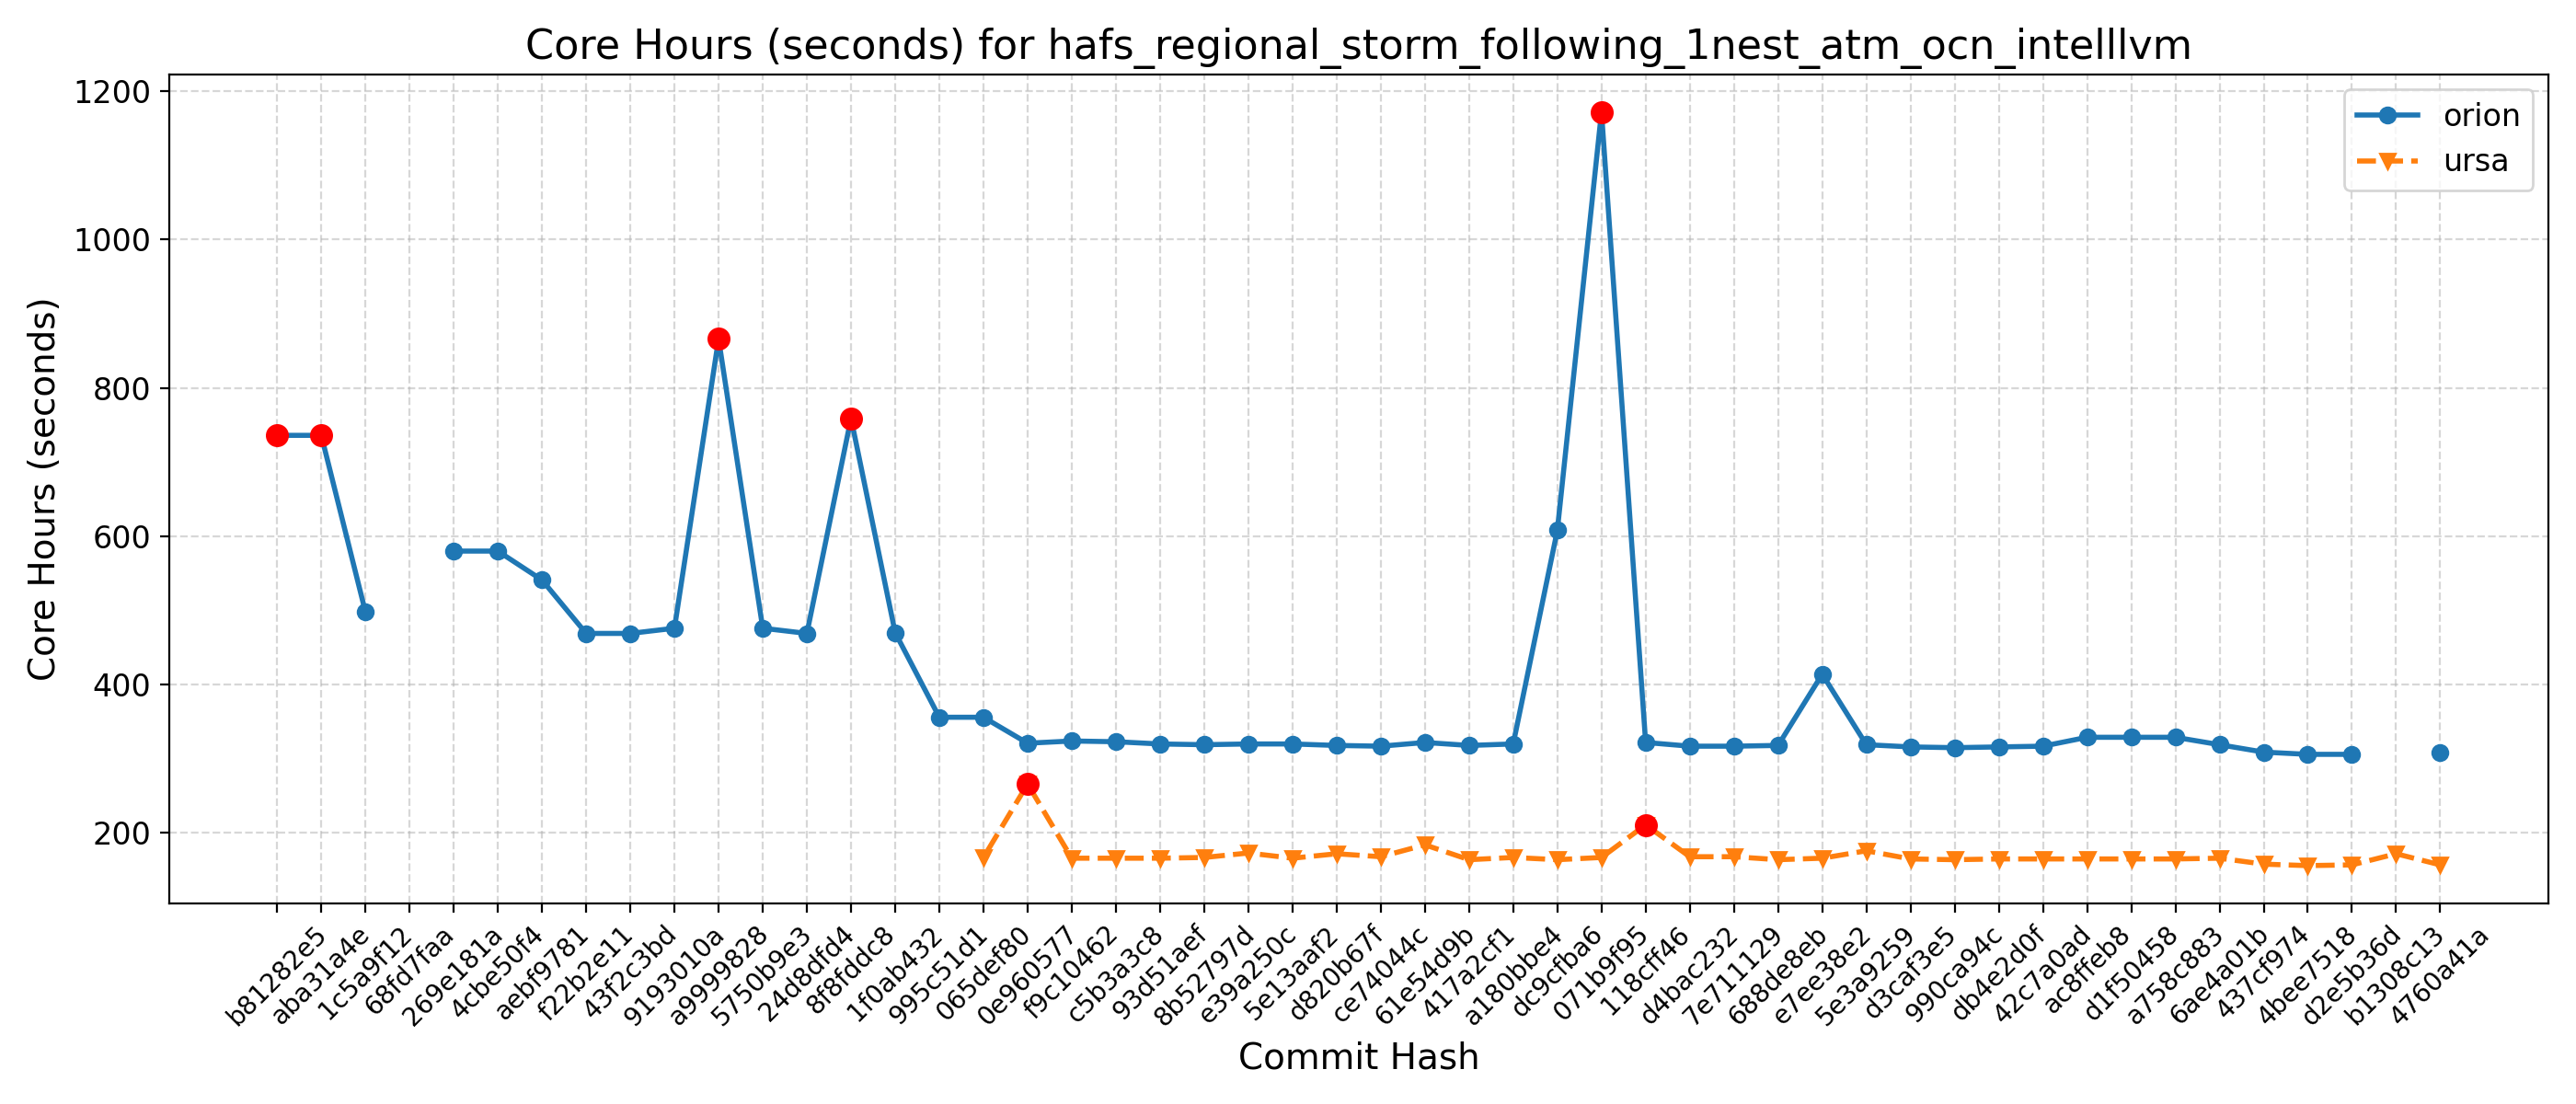 Core Hours (seconds) for hafs_regional_storm_following_1nest_atm_ocn_intelllvm
Core Hours (seconds)
1200
1000
800
600
400
200
orion
ursa
b81282e5
aba31a4e
1c5a9f12
68fd7faa
269e181a
4cbe50f4
aebf9781
f22b2e11
43f2c3bd
9193010a
a9999828
5750b9e3
24d8dfd4
8f8fddc8
1f0ab432
995c51d1
065def80
0e960577
f9c10462
c5b3a3c8
93d51aef
8b52797d
e39a250c
5e13aaf2
d820b67f
ce74044c
61e54d9b
417a2cf1
a180bbe4
dc9cfba6
071b9f95
118cff46
d4bac232
7e711129
688de8eb
e7ee38e2
5e3a9259
d3caf3e5
990ca94c
db4e2d0f
42c7a0ad
ac8ffeb8
d1f50458
a758c883
6ae4a01b
437cf974
4bee7518
d2e5b36d
b1308c13
4760a41a
Commit Hash